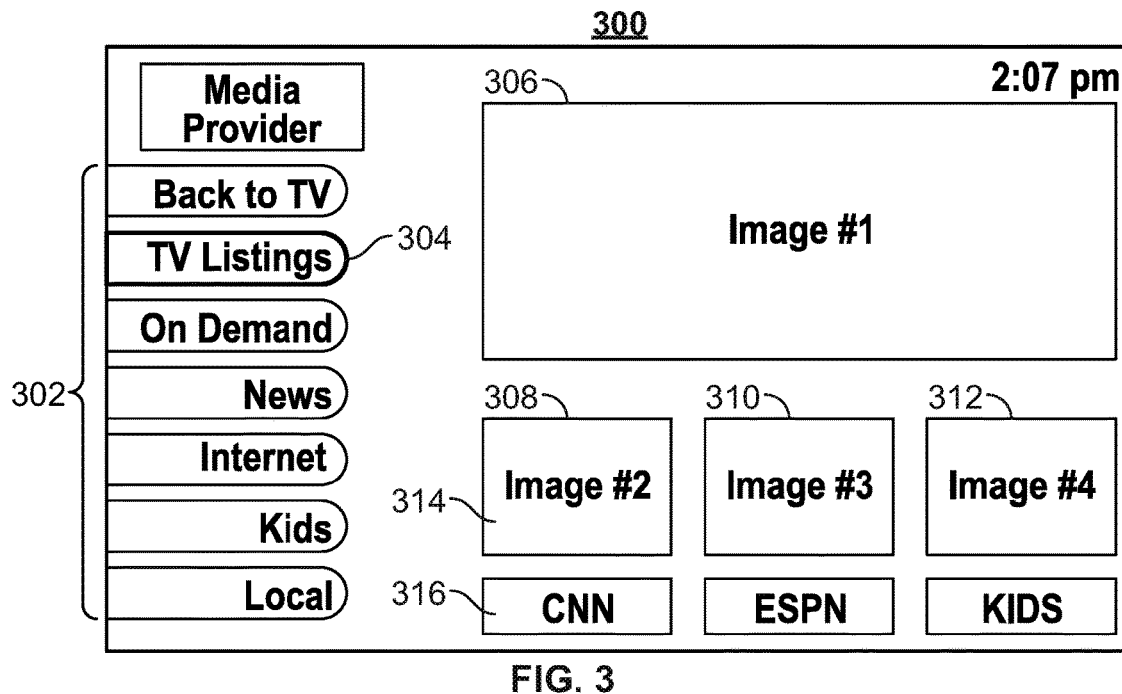 300
2:07 pm
Media
Provider
306
Image #1
Back to TV
TV Listings
304
On Demand
302
News
Internet
Kids
Local
308
310
312
Image #2
Image #3
Image #4
314
316
CNN
ESPN
KIDS
FIG. 3